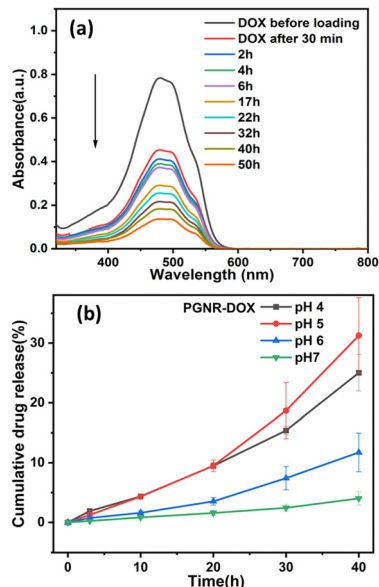 (a)
DOX before loading
DOX after 30 min
2h
4h
6h
17h
22h
32h
40h
50h
Absorbance(a.u.)
1.0
0.8
0.6
0.4
0.2
0.0
400
500
600
700
800
Wavelength (nm)
(b)
PGNR-DOX
pH 4
pH 5
pH 6
pH7
Cumulative drug release(%)
30
20
10
0
0
10
20
30
40
Time(h)